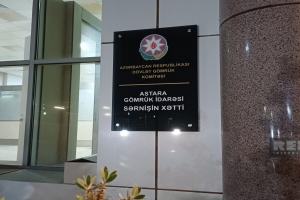 AZƏRBAYCAN RESPUBLİKASI
DÖVLƏT GÖMRÜK
KOMİTƏSİ
ASTARA
GÖMRÜK İDARƏSİ
SƏRNİŞİN XƏTTİ